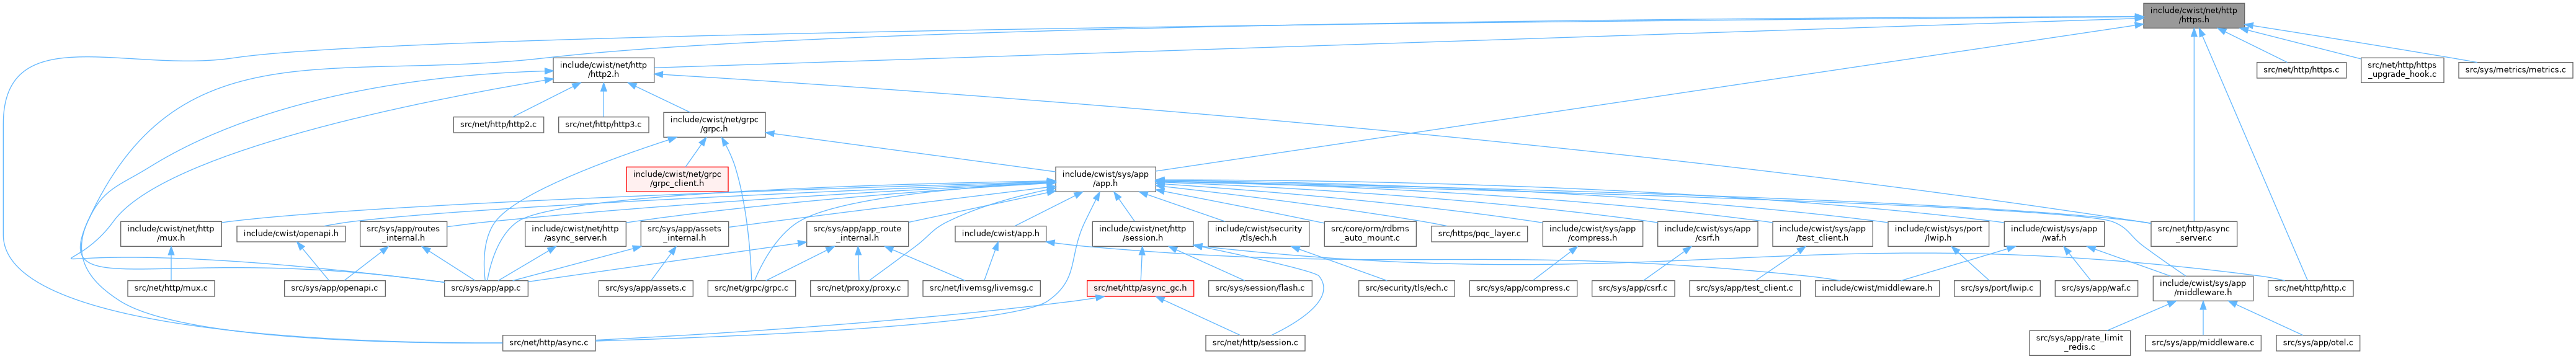 include/cwist/net/http
/https.h
include/cwist/net/http
/http2.h
src/net/http/https.c
src/net/http/https
_upgrade_hook.c
src/sys/metrics/metrics.c
src/net/http/http2.c
src/net/http/http3.c
include/cwist/net/grpc
/grpc.h
include/cwist/net/grpc
/grpc_client.h
include/cwist/sys/app
/app.h
include/cwist/net/http
/mux.h
include/cwist/openapi.h
src/sys/app/routes
_internal.h
include/cwist/net/http
/async_server.h
src/sys/app/assets
_internal.h
src/sys/app/app_route
_internal.h
include/cwist/app.h
include/cwist/net/http
/session.h
include/cwist/security
/tls/ech.h
src/core/orm/rdbms
_auto_mount.c
src/https/pqc_layer.c
include/cwist/sys/app
/compress.h
include/cwist/sys/app
/csrf.h
include/cwist/sys/app
/test_client.h
include/cwist/sys/port
/lwip.h
include/cwist/sys/app
/waf.h
src/net/http/async
_server.c
src/net/http/mux.c
src/sys/app/openapi.c
src/sys/app/app.c
src/sys/app/assets.c
src/net/grpc/grpc.c
src/net/proxy/proxy.c
src/net/livemsg/livemsg.c
src/net/http/async_gc.h
src/sys/session/flash.c
src/security/tls/ech.c
src/sys/app/compress.c
src/sys/app/csrf.c
src/sys/app/test_client.c
include/cwist/middleware.h
src/sys/port/lwip.c
src/sys/app/waf.c
include/cwist/sys/app
/middleware.h
src/net/http/http.c
src/net/http/async.c
src/net/http/session.c
src/sys/app/rate_limit
_redis.c
src/sys/app/middleware.c
src/sys/app/otel.c